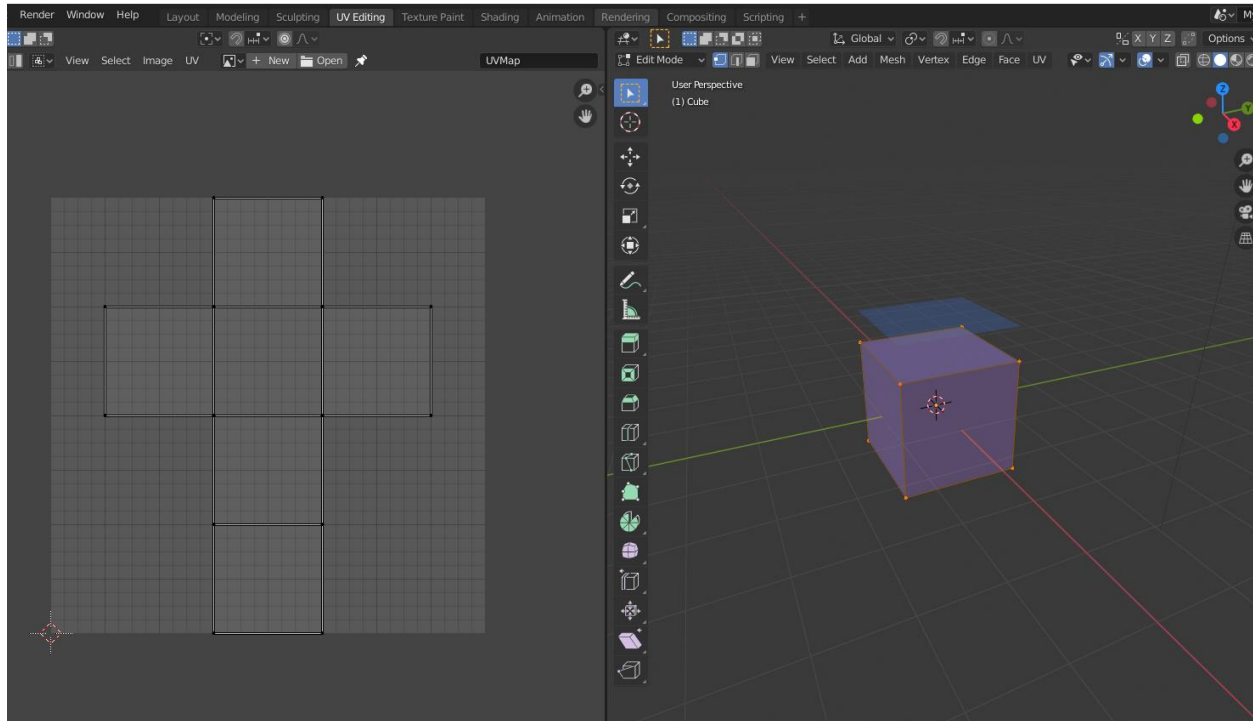 Render Window Help Layout Modeling Sculpting UV Editing Texture Paint Shading Animation Rendering Compositing Scripting +
Global X Y Z Options
View Select Image UV + New Open UVMap Edit Mode View Select Add Mesh Vertex Edge Face UV
User Perspective
(1) Cube
Z
Y
X